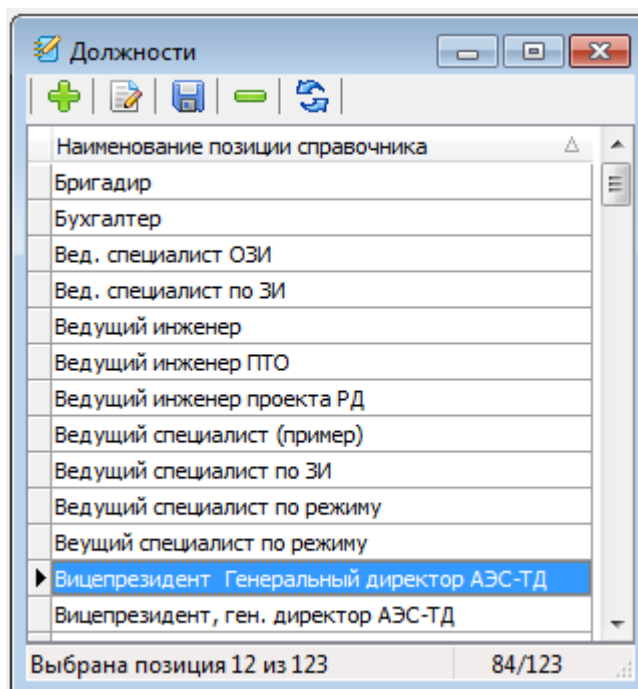 Должности
Наименование позиции справочника
Бригадир
Бухгалтер
Вед. специалист ОЗИ
Вед. специалист по ЗИ
Ведущий инженер
Ведущий инженер ПТО
Ведущий инженер проекта РД
Ведущий специалист (пример)
Ведущий специалист по ЗИ
Ведущий специалист по режиму
Веущий специалист по режиму
Вицепрезидент  Генеральный директор АЭС-ТД
Вицепрезидент, ген. директор АЭС-ТД
Выбрана позиция 12 из 123 84/123